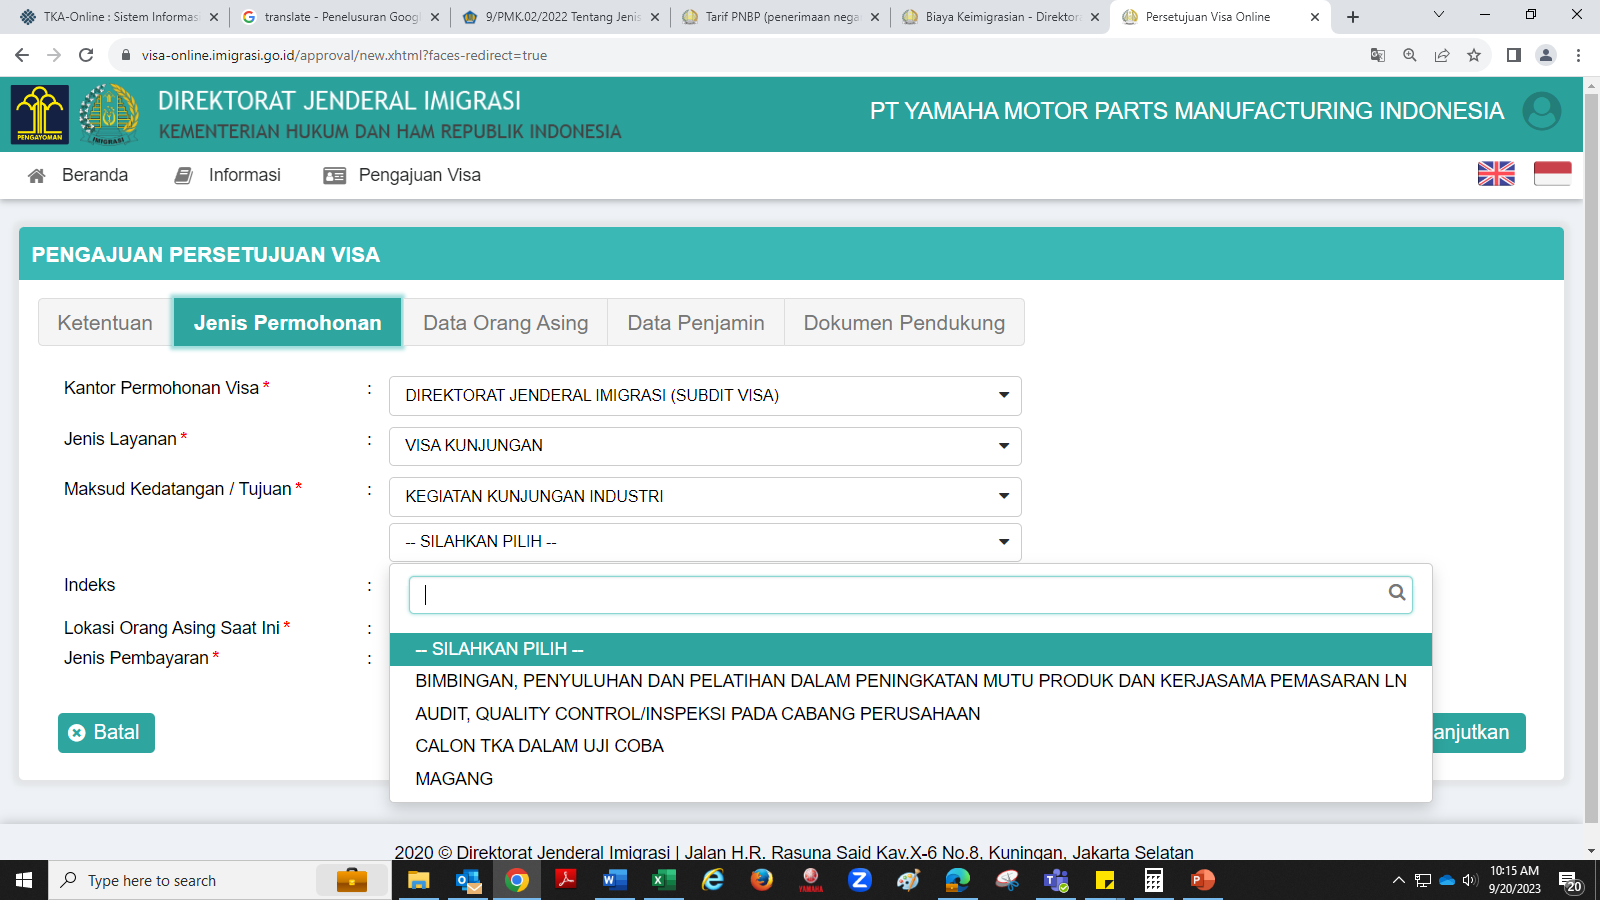 TKA-Online : Sistem Informas
translate - Penelusuran Goog
9/PMK.02/2022 Tentang Jenis
Tarif PNBP (penerimaan nega
Biaya Keimigrasian - Direktora
Persetujuan Visa Online
visa-online.imigrasi.go.id/approval/new.xhtml?faces-redirect=true
PENGAYOMAN
IMIGRASI
DIREKTORAT JENDERAL IMIGRASI
KEMENTERIAN HUKUM DAN HAM REPUBLIK INDONESIA
PT YAMAHA MOTOR PARTS MANUFACTURING INDONESIA
Beranda
Informasi
Pengajuan Visa
PENGAJUAN PERSETUJUAN VISA
Ketentuan
Jenis Permohonan
Data Orang Asing
Data Penjamin
Dokumen Pendukung
Kantor Permohonan Visa * : DIREKTORAT JENDERAL IMIGRASI (SUBDIT VISA)
Jenis Layanan * : VISA KUNJUNGAN
Maksud Kedatangan / Tujuan * : KEGIATAN KUNJUNGAN INDUSTRI
-- SILAHKAN PILIH --
Indeks :
Lokasi Orang Asing Saat Ini * :
Jenis Pembayaran * :
-- SILAHKAN PILIH --
BIMBINGAN, PENYULUHAN DAN PELATIHAN DALAM PENINGKATAN MUTU PRODUK DAN KERJASAMA PEMASARAN LN
AUDIT, QUALITY CONTROL/INSPEKSI PADA CABANG PERUSAHAAN
CALON TKA DALAM UJI COBA
MAGANG
Batal
anjutkan
2020 © Direktorat Jenderal Imigrasi | Jalan H.R. Rasuna Said Kav.X-6 No.8, Kuningan, Jakarta Selatan
Type here to search
YAMAHA
10:15 AM
9/20/2023
20